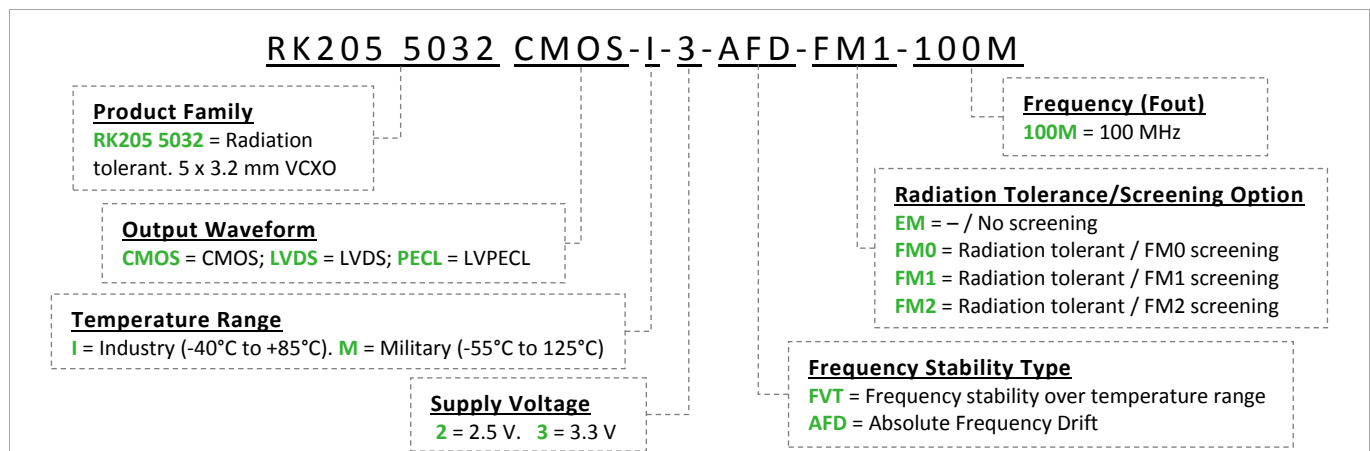 RK205 5032 CMOS-I-3-AFD-FM1-100M
Product Family
RK205 5032 = Radiation
tolerant. 5 x 3.2 mm VCXO
Output Waveform
CMOS = CMOS; LVDS = LVDS; PECL = LVPECL
Temperature Range
I = Industry (-40°C to +85°C). M = Military (-55°C to 125°C)
Supply Voltage
2 = 2.5 V. 3 = 3.3 V
Frequency (Fout)
100M = 100 MHz
Radiation Tolerance/Screening Option
EM = – / No screening
FM0 = Radiation tolerant / FM0 screening
FM1 = Radiation tolerant / FM1 screening
FM2 = Radiation tolerant / FM2 screening
Frequency Stability Type
FVT = Frequency stability over temperature range
AFD = Absolute Frequency Drift